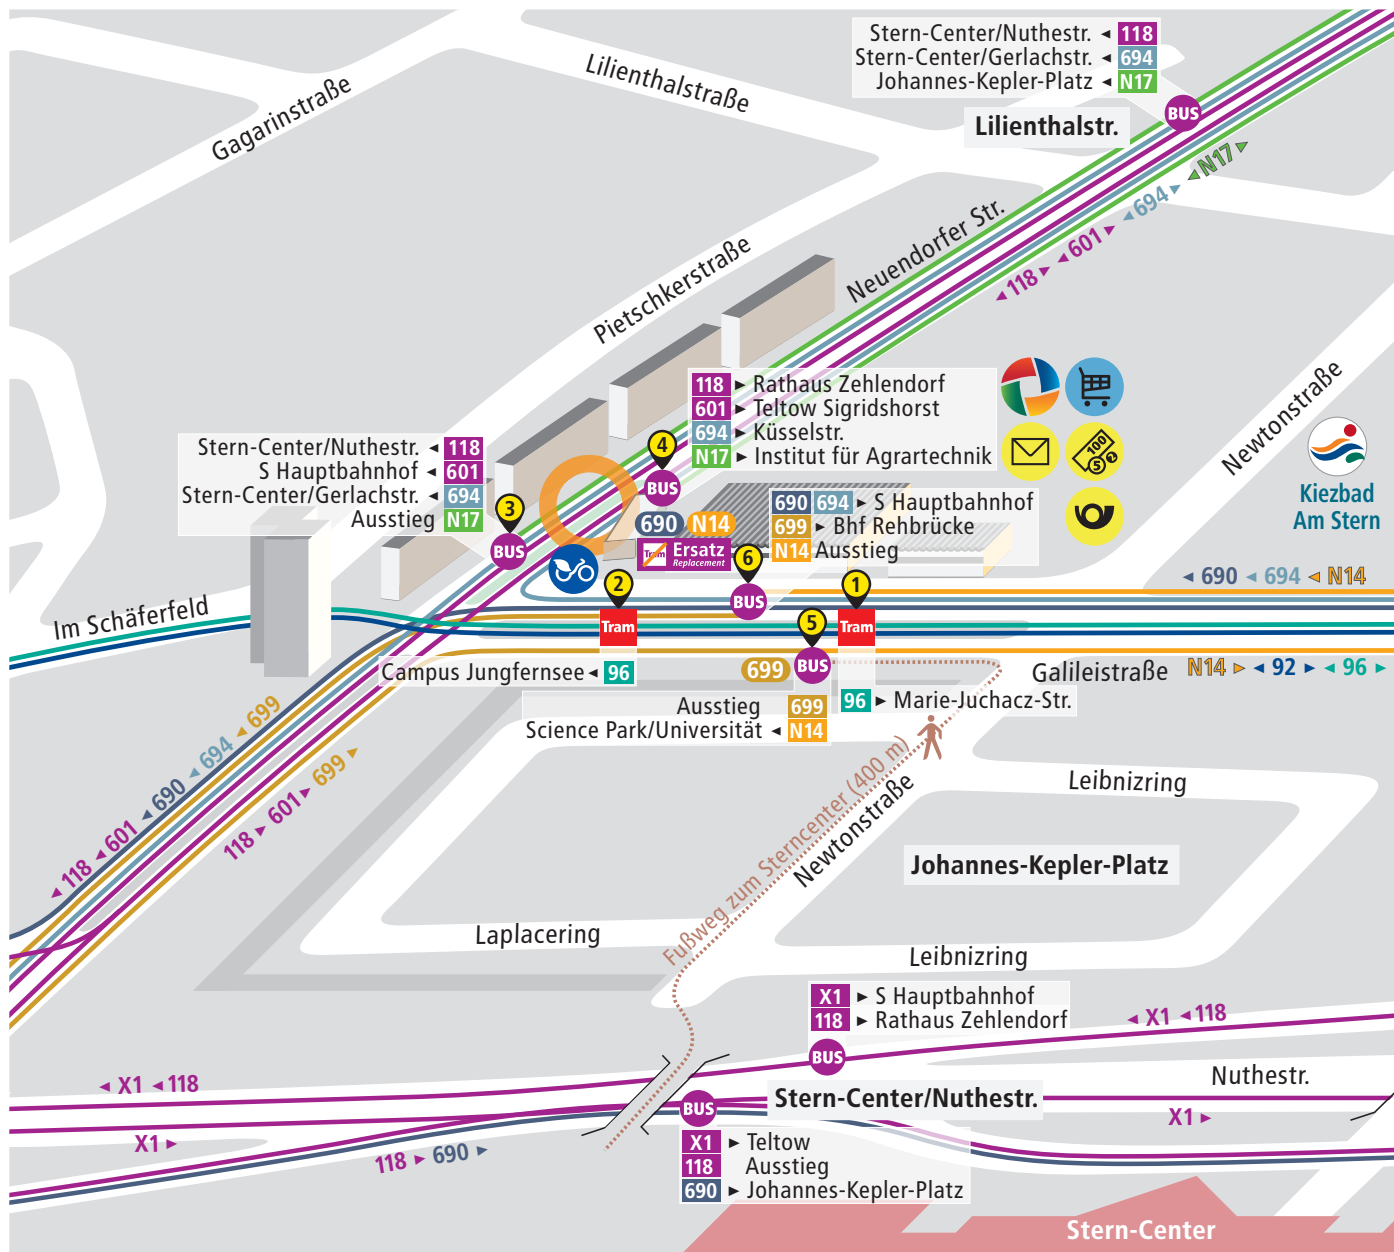 Stern-Center/Nuthestr. ◄ 118
Stern-Center/Gerlachstr. ◄ 694
Johannes-Kepler-Platz ◄ N17
BUS
Lilienthalstr.
Lilienthalstraße
Gagarinstraße
◄ 118 ► ◄ 601 ► ◄ 694 ► ◄ N17 ►
Neuendorfer Str.
Pietschkerstraße
Newtonstraße
118 ► Rathaus Zehlendorf
601 ► Teltow Sigridshorst
694 ► Küsselstr.
N17 ► Institut für Agrartechnik
100
5
Kiezbad
Am Stern
Stern-Center/Nuthestr. ◄ 118
S Hauptbahnhof ◄ 601
Stern-Center/Gerlachstr. ◄ 694
Ausstieg N17
4
BUS
3
BUS
690 N14
Tram Ersatz
Replacement
690 694 ► S Hauptbahnhof
699 ► Bhf Rehbrücke
N14 Ausstieg
6
BUS
2
Tram
1
Tram
5
BUS
◄ 690 ◄ 694 ◄ N14
Im Schäferfeld
Campus Jungfernsee ◄ 96
699
96 ► Marie-Juchacz-Str.
Galileistraße
N14 ► ◄ 92 ► ◄ 96 ►
Ausstieg 699
Science Park/Universität ◄ N14
◄ 118 ◄ 601 ◄ 690 ◄ 694 ◄ 699
118 ► 601 ► 699 ►
Fußweg zum Sterncenter (400 m)
Newtonstraße
Leibnizring
Johannes-Kepler-Platz
Laplacering
Leibnizring
X1 ► S Hauptbahnhof
118 ► Rathaus Zehlendorf
BUS
◄ X1 ◄ 118
◄ X1 ◄ 118
Nuthestr.
Stern-Center/Nuthestr.
BUS
X1 ►
X1 ►
118 ► 690 ►
X1 ► Teltow
118 Ausstieg
690 ► Johannes-Kepler-Platz
Stern-Center